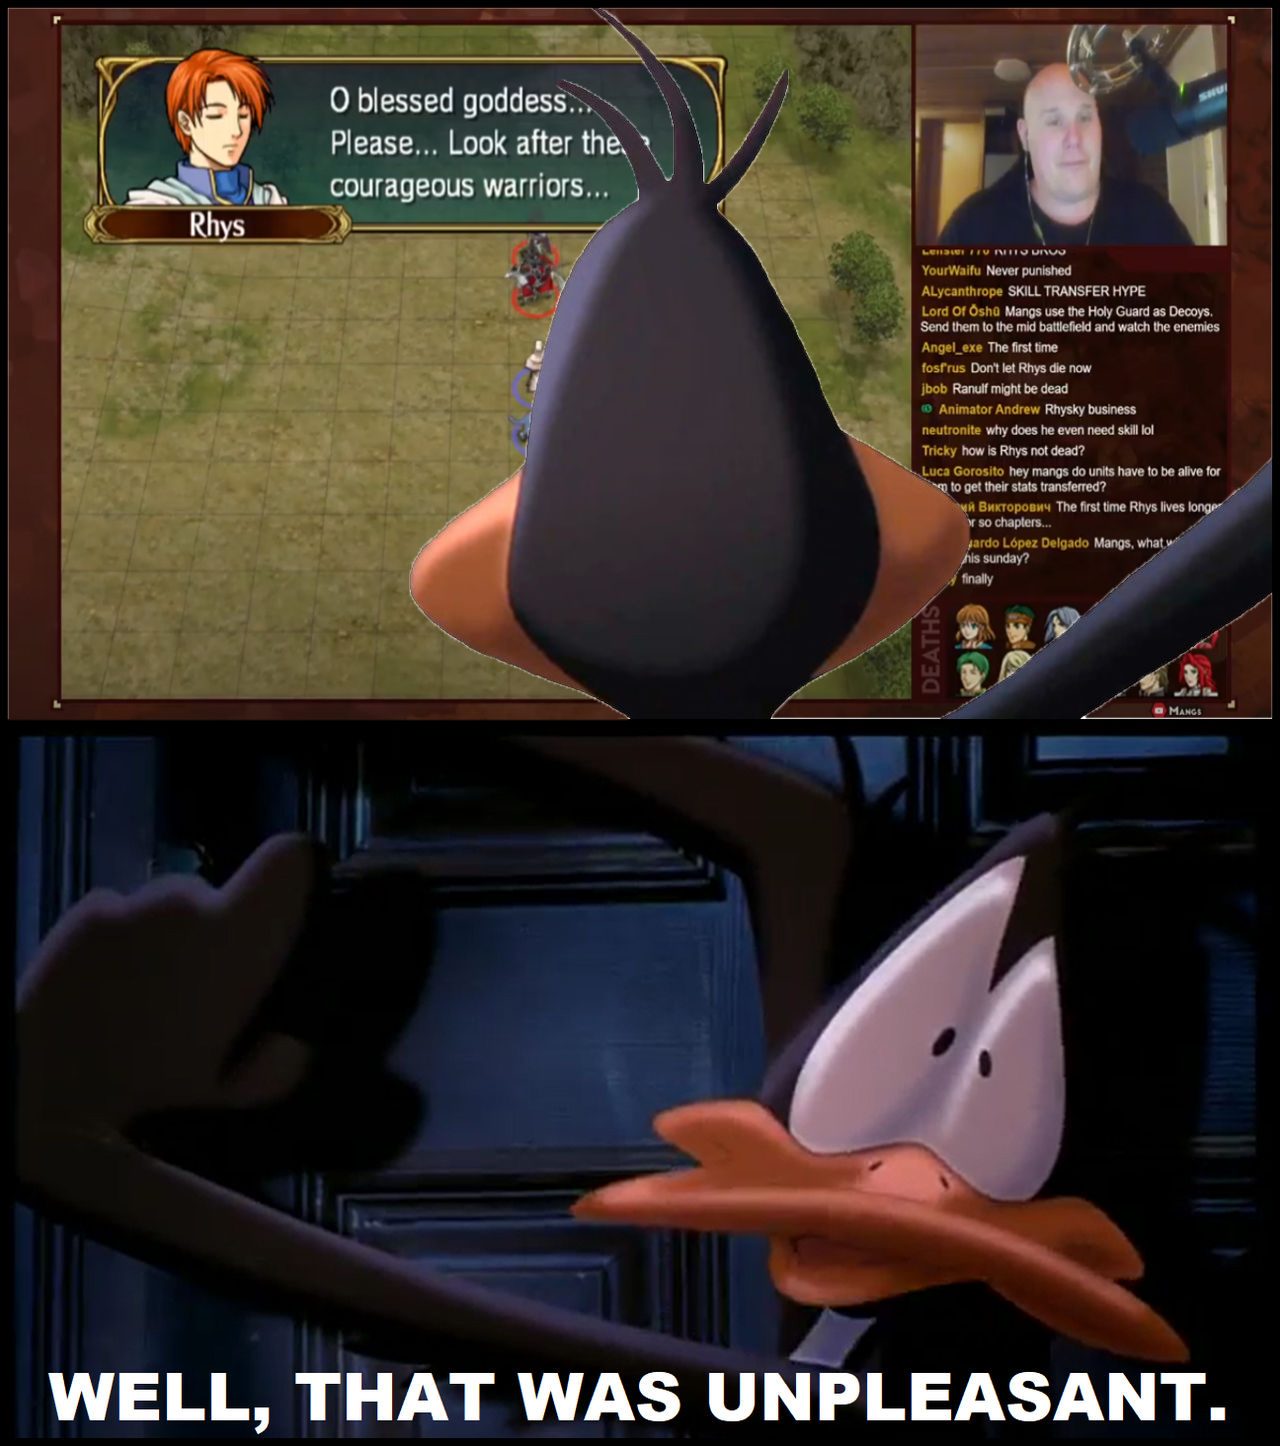 O blessed goddess...
Please... Look after the
courageous warriors...
Rhys
SHU
YourWaifu Never punished
ALycanthrope SKILL TRANSFER HYPE
Lord Of Ōshū Mangs use the Holy Guard as Decoys.
Send them to the mid battlefield and watch the enemies
Angel_exe The first time
fosf'rus Don't let Rhys die now
jbob Ranulf might be dead
Animator Andrew Rhysky business
neutronite why does he even need skill lol
Tricky how is Rhys not dead?
Luca Gorosito hey mangs do units have to be alive for
to get their stats transferred?
Викторович The first time Rhys lives longer
so chapters...
López Delgado Mangs, what
sunday?
finally
DEATHS
MANGS
WELL, THAT WAS UNPLEASANT.